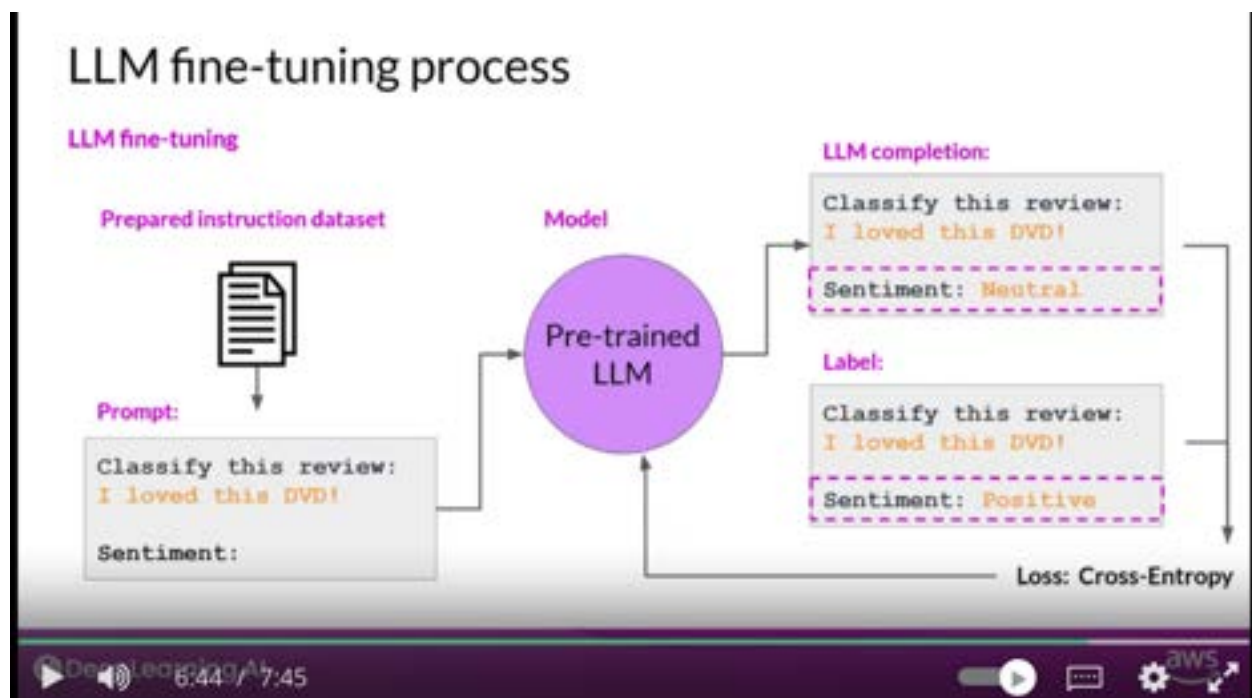 LLM fine-tuning process
LLM fine-tuning
Prepared instruction dataset
Prompt:
Classify this review:
I loved this DVD!
Sentiment:
Model
Pre-trained
LLM
LLM completion:
Classify this review:
I loved this DVD!
Sentiment: Neutral
Label:
Classify this review:
I loved this DVD!
Sentiment: Positive
Loss: Cross-Entropy
DeepLearning.AI
6:44 / 7:45
aws